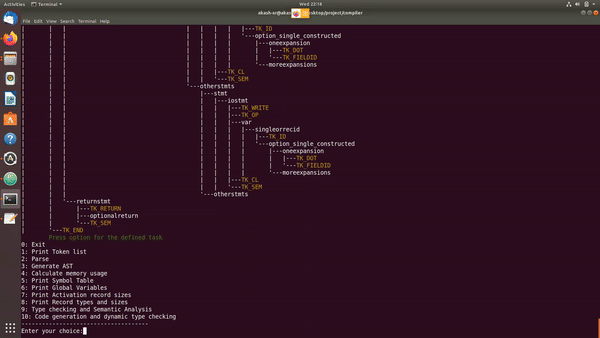 Activities Terminal
Wed 22:18
akash-sr@akas sktop/project/compiler
File Edit View Search Terminal Help
|---TK_ID
'---option_single_constructed
|---oneexpansion
|---TK_DOT
'---TK_FIELDID
'---moreexpansions
|---TK_CL
'---TK_SEM
'---otherstmts
|---stmt
|---iostmt
|---TK_WRITE
|---TK_OP
|---var
|---singleorrecid
|---TK_ID
'---option_single_constructed
|---oneexpansion
|---TK_DOT
'---TK_FIELDID
'---moreexpansions
|---TK_CL
'---TK_SEM
'---otherstmts
'---returnstmt
|---TK_RETURN
|---optionalreturn
'---TK_SEM
'---TK_END
Press option for the defined task
0: Exit
1: Print Token list
2: Parse
3: Generate AST
4: Calculate memory usage
5: Print Symbol Table
6: Print Global Variables
7: Print Activation record sizes
8: Print Record types and sizes
9: Type checking and Semantic Analysis
10: Code generation and dynamic type checking
-------------------------------------
Enter your choice: